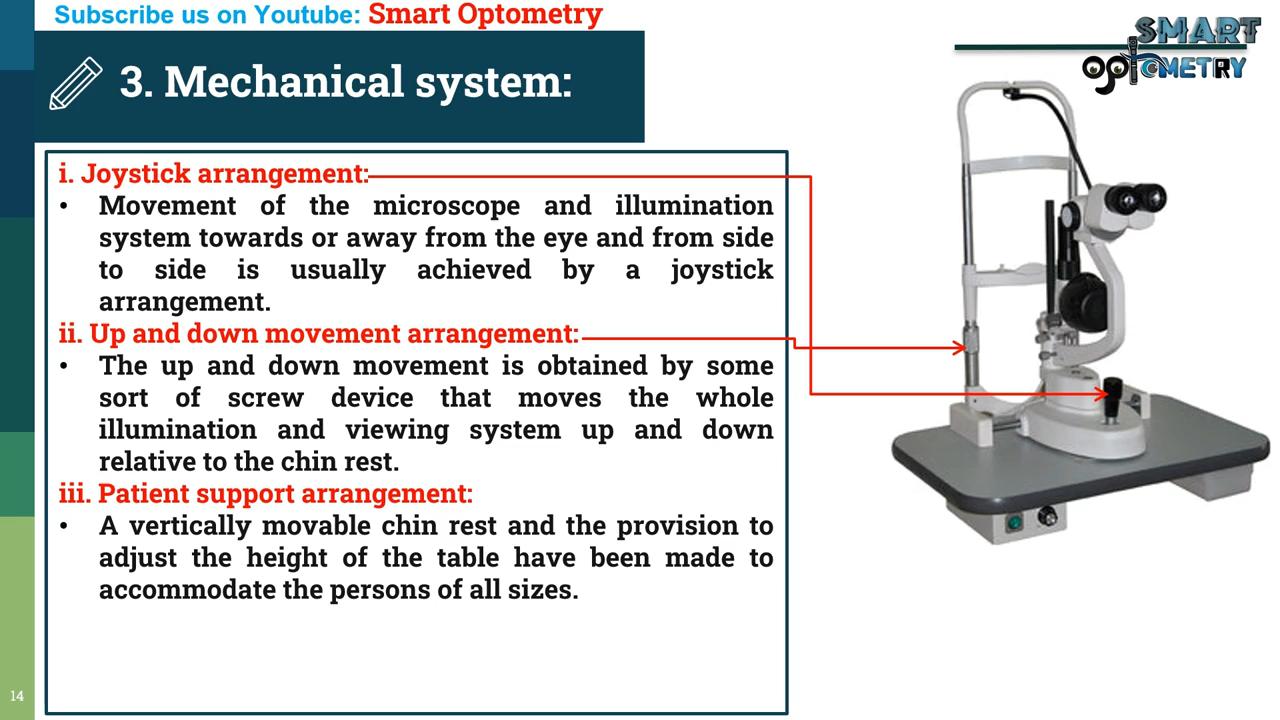 Subscribe us on Youtube: Smart Optometry
SMART
OptOMETRY
3. Mechanical system:
i. Joystick arrangement:
• Movement of the microscope and illumination
system towards or away from the eye and from side
to side is usually achieved by a joystick
arrangement.
ii. Up and down movement arrangement:
• The up and down movement is obtained by some
sort of screw device that moves the whole
illumination and viewing system up and down
relative to the chin rest.
iii. Patient support arrangement:
• A vertically movable chin rest and the provision to
adjust the height of the table have been made to
accommodate the persons of all sizes.
14